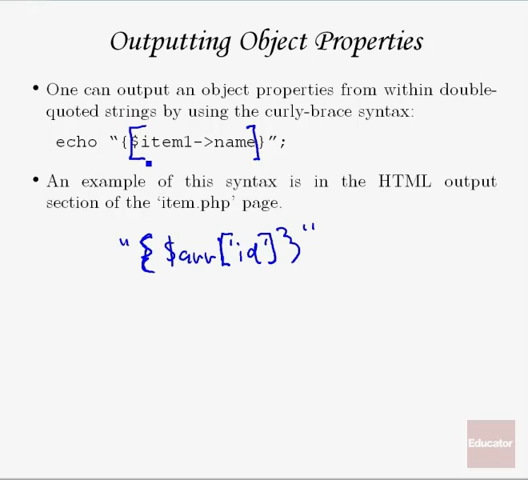 Outputting Object Properties
• One can output an object properties from within double-
quoted strings by using the curly-brace syntax:
echo “{$item1->name}”;
• An example of this syntax is in the HTML output
section of the ‘item.php’ page.
"{$arr['id']}"
Educator